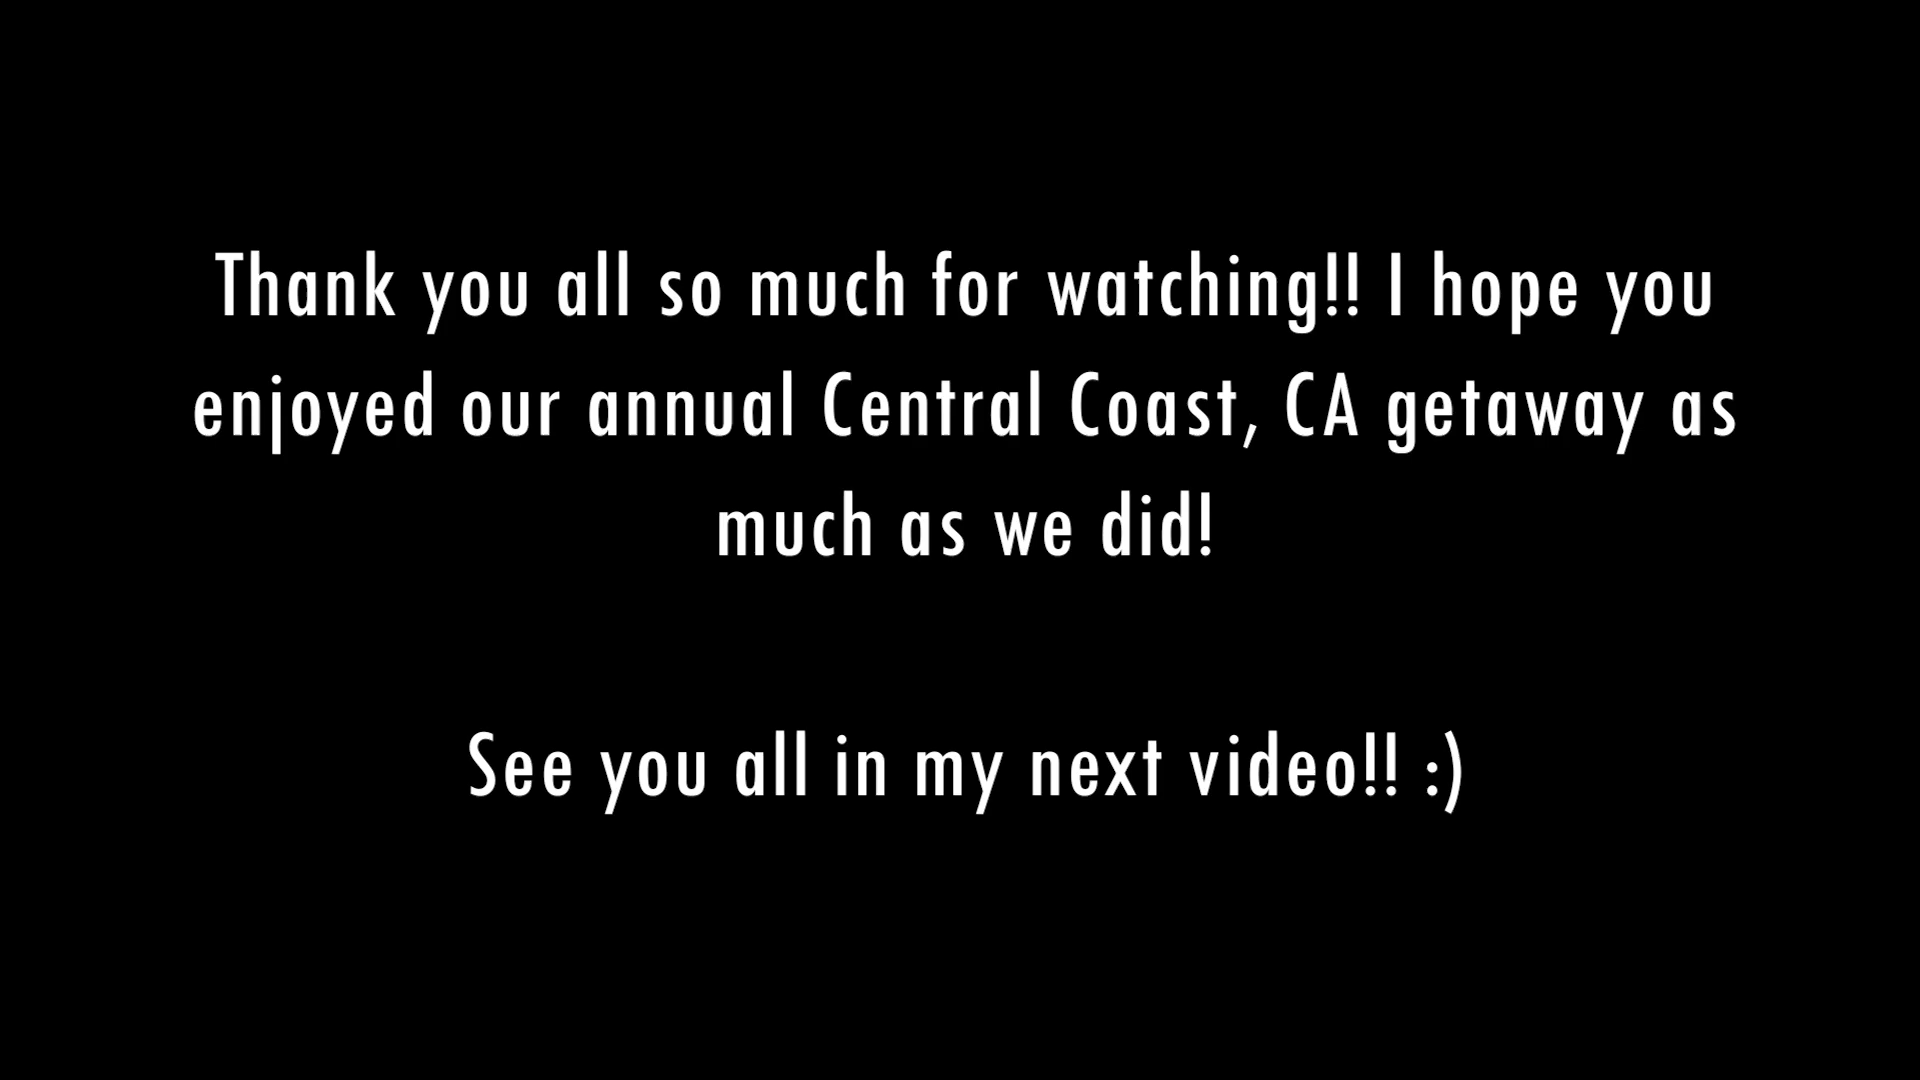 Thank you all so much for watching!! I hope you
enjoyed our annual Central Coast, CA getaway as
much as we did!
See you all in my next video!! :)